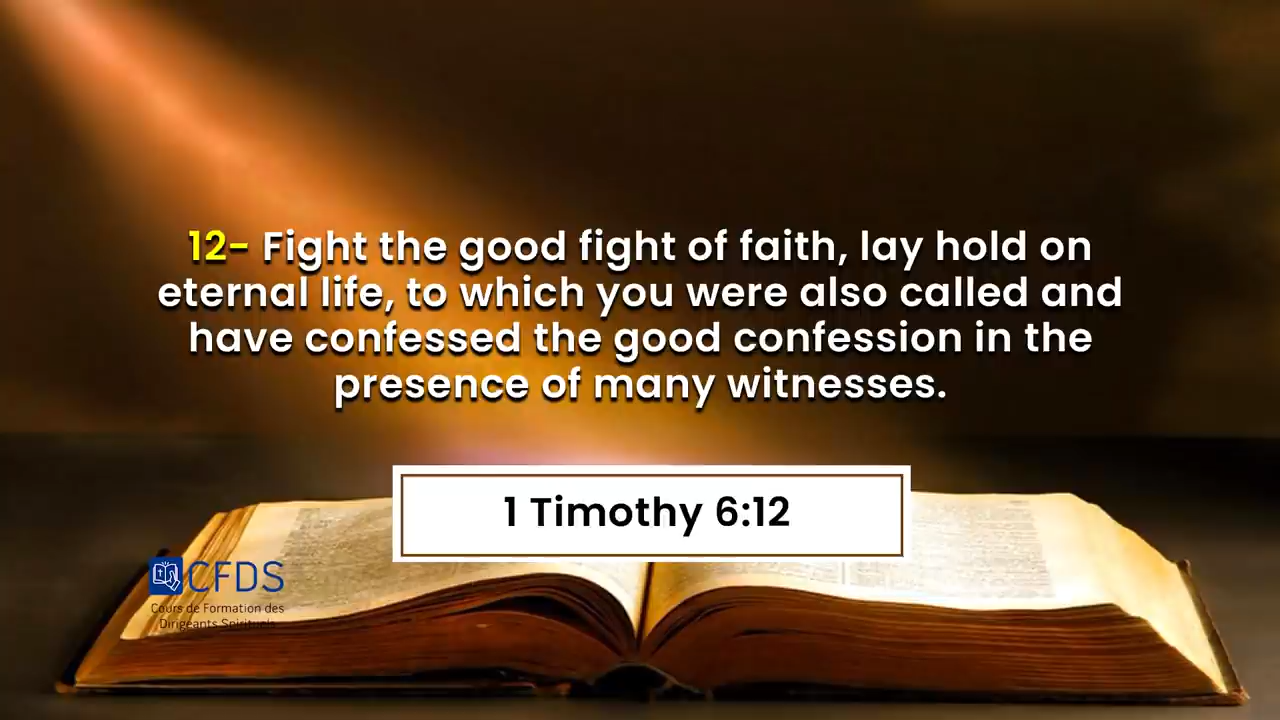 12- Fight the good fight of faith, lay hold on
eternal life, to which you were also called and
have confessed the good confession in the
presence of many witnesses.
1 Timothy 6:12
CFDS
Cours de Formation des
Dirigeants Spirituels